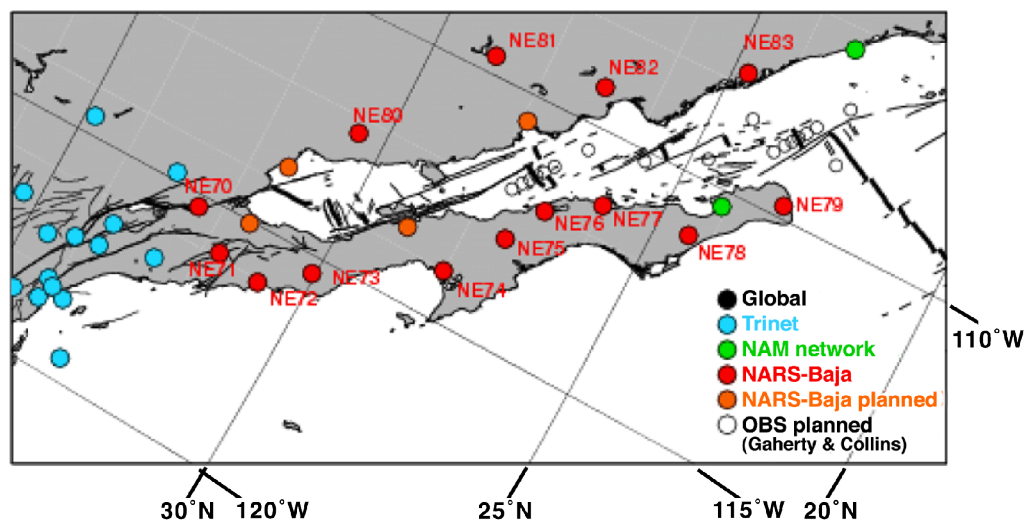 NE81
NE83
NE82
NE80
NE70
NE79
NE76
NE77
NE75
NE78
NE71
NE73
NE72
NE74
Global
Trinet
NAM network
NARS-Baja
NARS-Baja planned
OBS planned
(Gaherty & Collins)
110°W
30°N
120°W
25°N
115°W
20°N